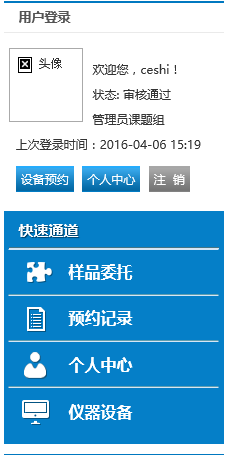 用户登录
头像
欢迎您，ceshi！
状态: 审核通过
管理员课题组
上次登录时间：2016-04-06 15:19
设备预约 个人中心 注 销
快速通道
样品委托
预约记录
个人中心
仪器设备